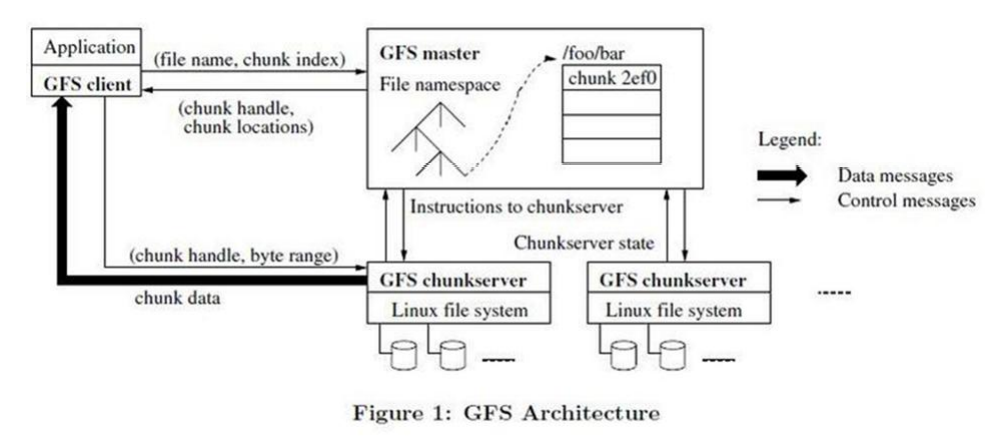 Application
GFS client
(file name, chunk index)
(chunk handle,
chunk locations)
GFS master
File namespace
/foo/bar
chunk 2ef0
Legend:
Data messages
Control messages
Instructions to chunkserver
Chunkserver state
(chunk handle, byte range)
chunk data
GFS chunkserver
Linux file system
GFS chunkserver
Linux file system
Figure 1: GFS Architecture